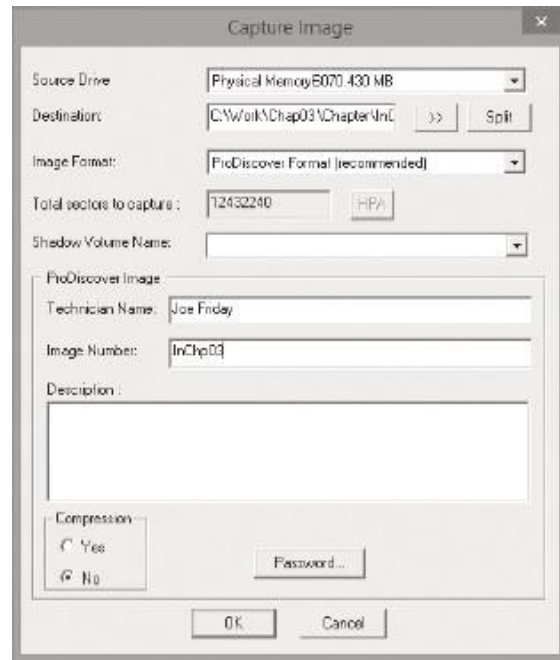 Capture Image
×
Source Drive
Physical Memory6070.430 MB
Destination:
C:\Work\Chap03\Chapter\InC
>>
Split
Image Format:
ProDiscover Format (recommended)
Total sectors to capture :
12432240
HPA
Shadow Volume Name:
ProDiscover Image
Technician Name:
Joe Friday
Image Number:
InChp03
Description :
Compression
Yes
No
Password...
OK
Cancel